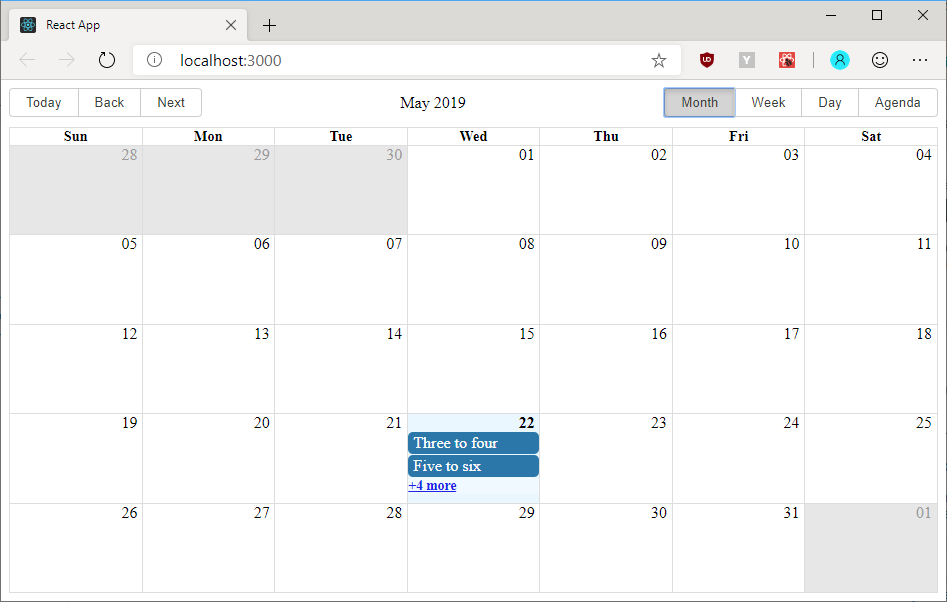 React App
localhost:3000
UD
Y
Today Back Next May 2019 Month Week Day Agenda
Sun Mon Tue Wed Thu Fri Sat
28 29 30 01 02 03 04
05 06 07 08 09 10 11
12 13 14 15 16 17 18
19 20 21 22 23 24 25
Three to four
Five to six
+4 more
26 27 28 29 30 31 01